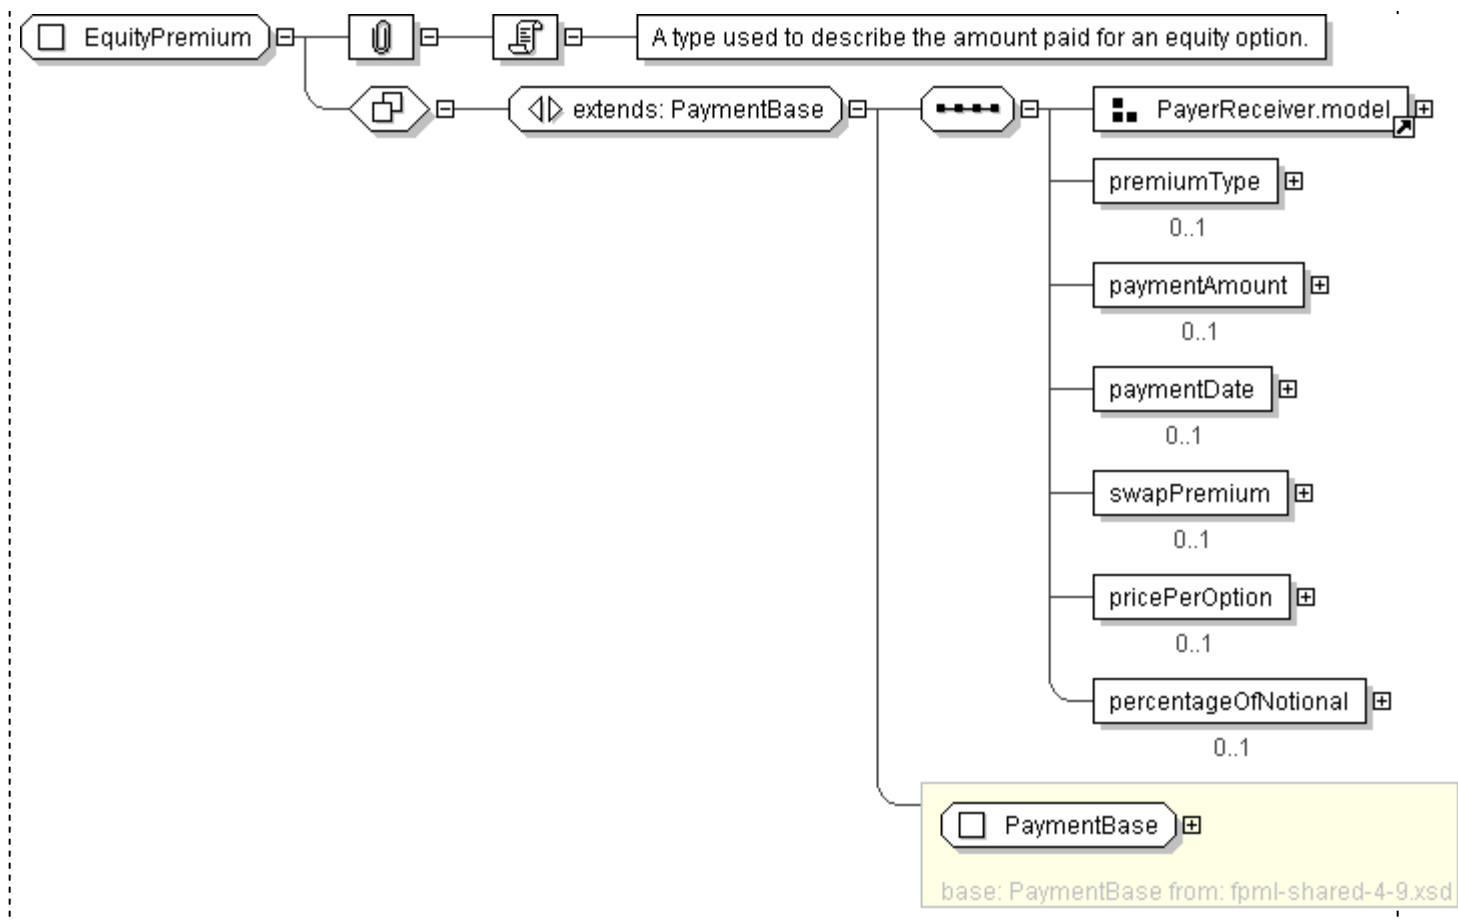 EquityPremium
A type used to describe the amount paid for an equity option.
extends: PaymentBase
PayerReceiver.model
premiumType
0..1
paymentAmount
0..1
paymentDate
0..1
swapPremium
0..1
pricePerOption
0..1
percentageOfNotional
0..1
PaymentBase
base: PaymentBase from: fpml-shared-4-9.xsd